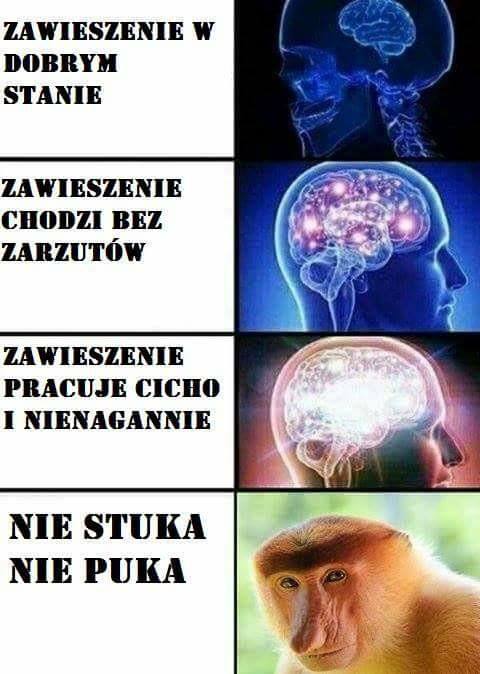 ZAWIESZENIE W
DOBRYM
STANIE
ZAWIESZENIE
CHODZI BEZ
ZARZUTÓW
ZAWIESZENIE
PRACUJE CICHO
I NIENAGANNIE
NIE STUKA
NIE PUKA